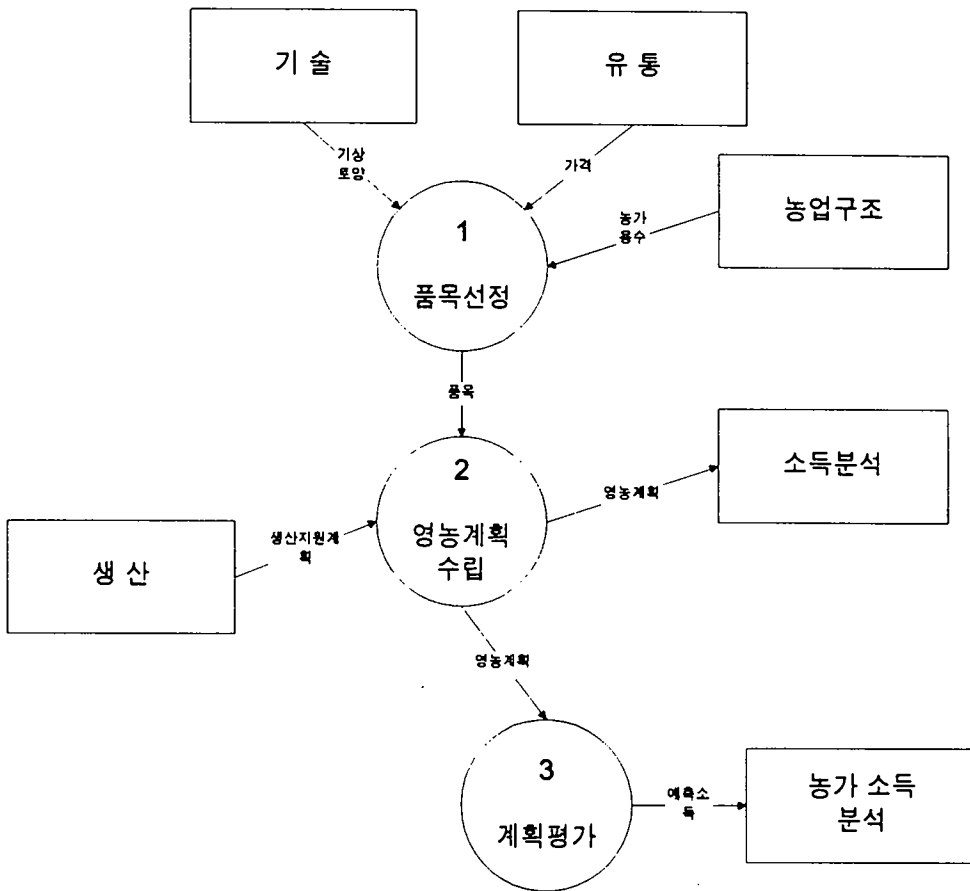 기 술
유 통
기상
토양
가격
농업구조
농가
용수
1
품목선정
품목
2
영농계획
수립
소득분석
영농계획
생산지원계
획
생 산
영농계획
3
계획평가
예측소
득
농가 소득
분석